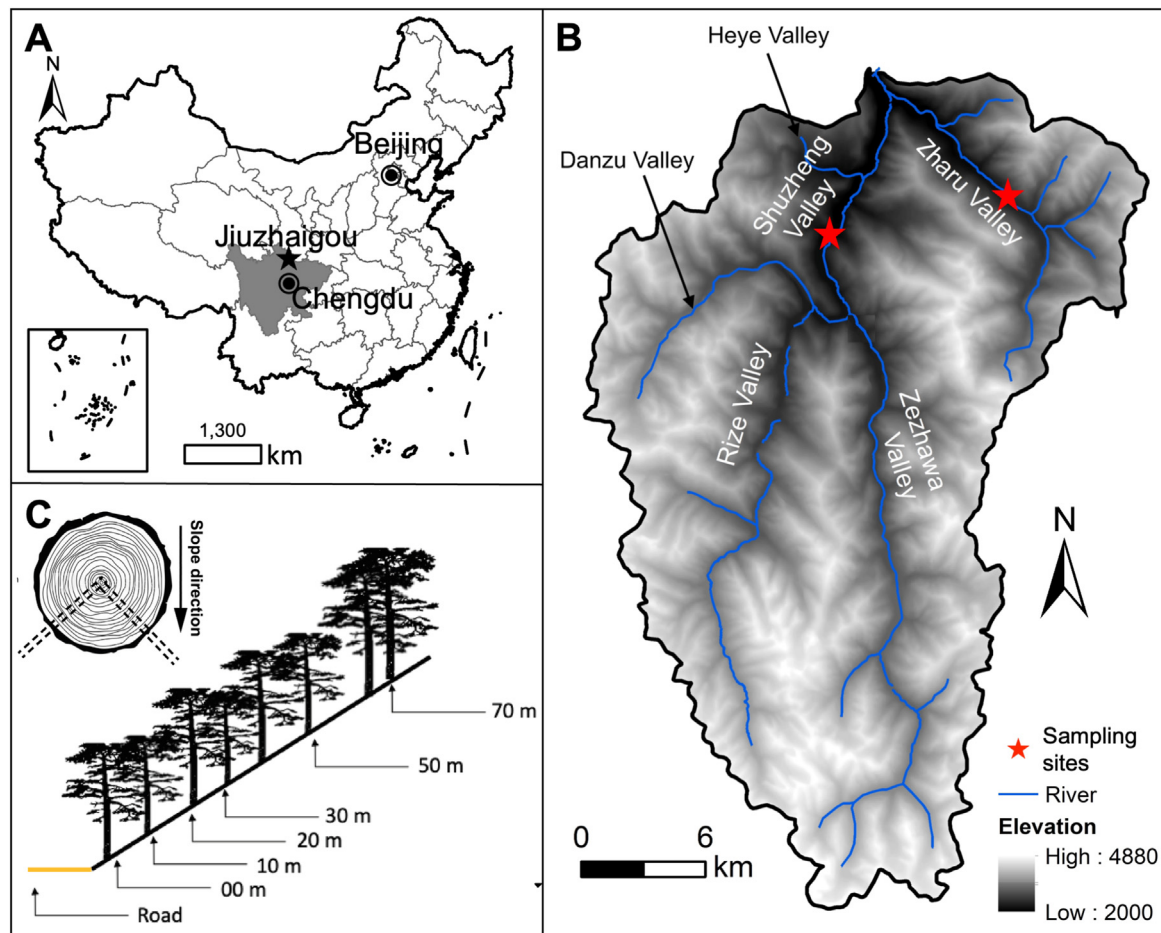 A
N
Beijing
Jiuzhaigou
Chengdu
1,300
km
B
Heye Valley
Danzu Valley
Shuzheng
Valley
Zharu Valley
Rize Valley
Zezhawa
Valley
N
0 6
km
Sampling
sites
River
Elevation
High : 4880
Low : 2000
C
Slope direction
70 m
50 m
30 m
20 m
10 m
00 m
Road